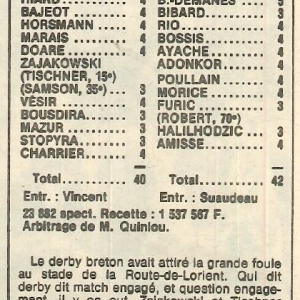 THARD ........... 4
BAJEOT ........... 4
HORSMANN ....... 4
MARAIS ........... 4
DOARE ............ 4
ZAJAKOWSKI
(TISCHNER, 15e)
(SAMSON, 35e) ... 3
VÉSIR ............. 4
BOUSDIRA ........ 3
MAZUR ........... 3
STOPYRA ......... 3
CHARRIER ........ 4
Total ............ 40
Entr. : Vincent
B.-DEMANES ..... 3
BIBARD .......... 3
RIO .............. 4
BOSSIS .......... 4
AYACHE ......... 4
ADONKOR ....... 4
POULLAIN ....... 4
MORICE ......... 4
FURIC ........... 4
(ROBERT, 70e)
HALILHODZIC .... 3
AMISSE .......... 4
Total .......... 42
Entr. : Suaudeau
23 882 spect. Recette : 1 537 567 F.
Arbitrage de M. Quiniou.
Le derby breton avait attiré la grande foule
au stade de la Route-de-Lorient. Qui dit
derby dit match engagé, et question engage-